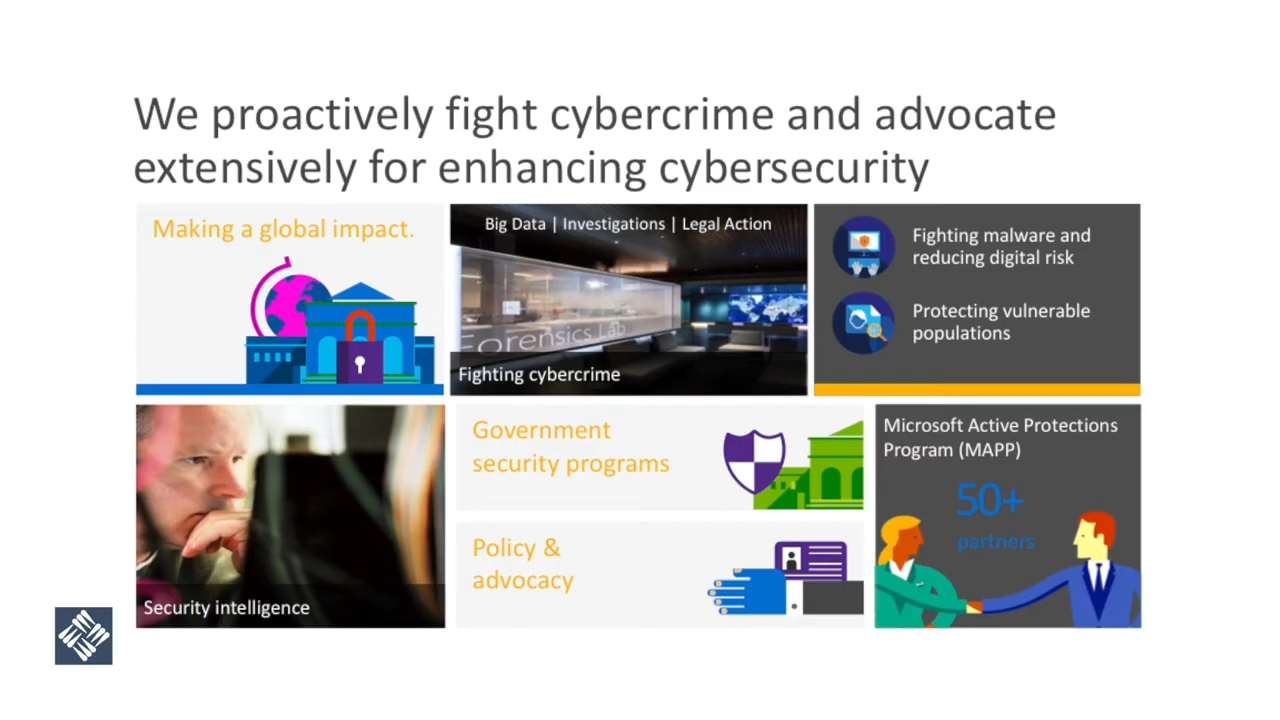 We proactively fight cybercrime and advocate
extensively for enhancing cybersecurity
Making a global impact.
Big Data | Investigations | Legal Action
Forensics Lab
Fighting cybercrime
Fighting malware and
reducing digital risk
Protecting vulnerable
populations
Security intelligence
Government
security programs
Policy &
advocacy
Microsoft Active Protections
Program (MAPP)
50+
partners